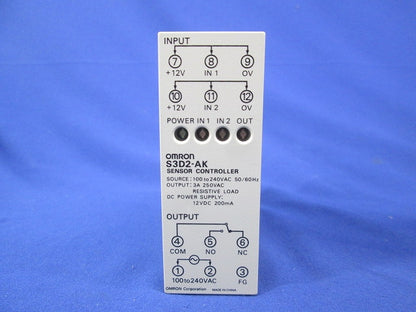 INPUT
7 8 9
+12V IN 1 0V
10 11 12
+12V IN 2 0V
POWER IN 1 IN 2 OUT
OMRON
S3D2-AK
SENSOR CONTROLLER
SOURCE: 100 to 240VAC 50/60Hz
OUTPUT: 3A 250VAC
RESISTIVE LOAD
DC POWER SUPPLY:
12VDC 200mA
OUTPUT
4 5 6
COM NO NC
1 2 3
100 to 240VAC FG
OMRON Corporation MADE IN CHINA